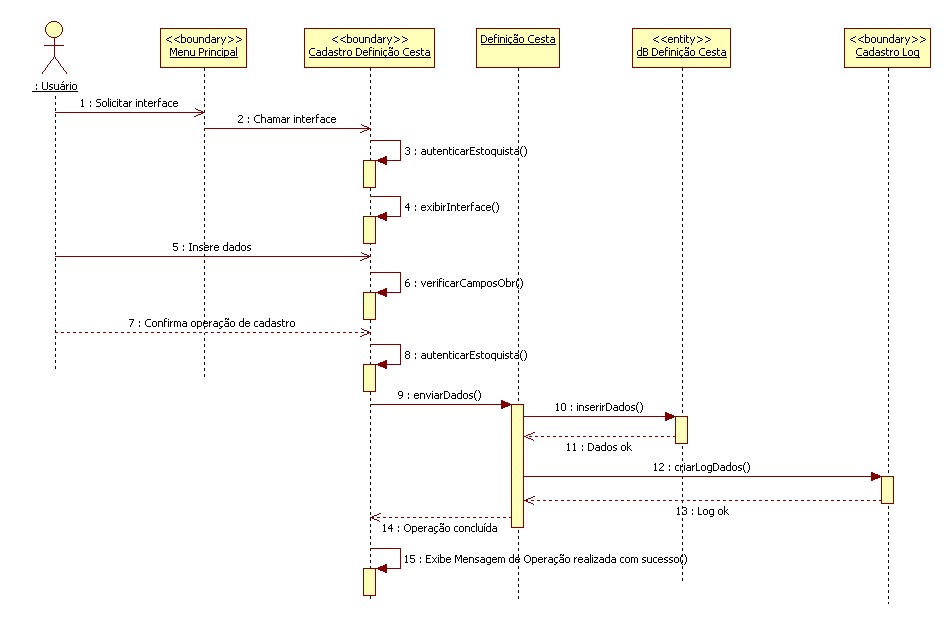 <<boundary>>
Menu Principal
<<boundary>>
Cadastro Definição Cesta
Definição Cesta
<<entity>>
dB Definição Cesta
<<boundary>>
Cadastro Log
: Usuário
1 : Solicitar interface
2 : Chamar interface
3 : autenticarEstoquista()
4 : exibirInterface()
5 : Insere dados
6 : verificarCamposObr()
7 : Confirma operação de cadastro
8 : autenticarEstoquista()
9 : enviarDados()
10 : inserirDados()
11 : Dados ok
12 : criarLogDados()
13 : Log ok
14 : Operação concluída
15 : Exibe Mensagem de Operação realizada com sucesso()